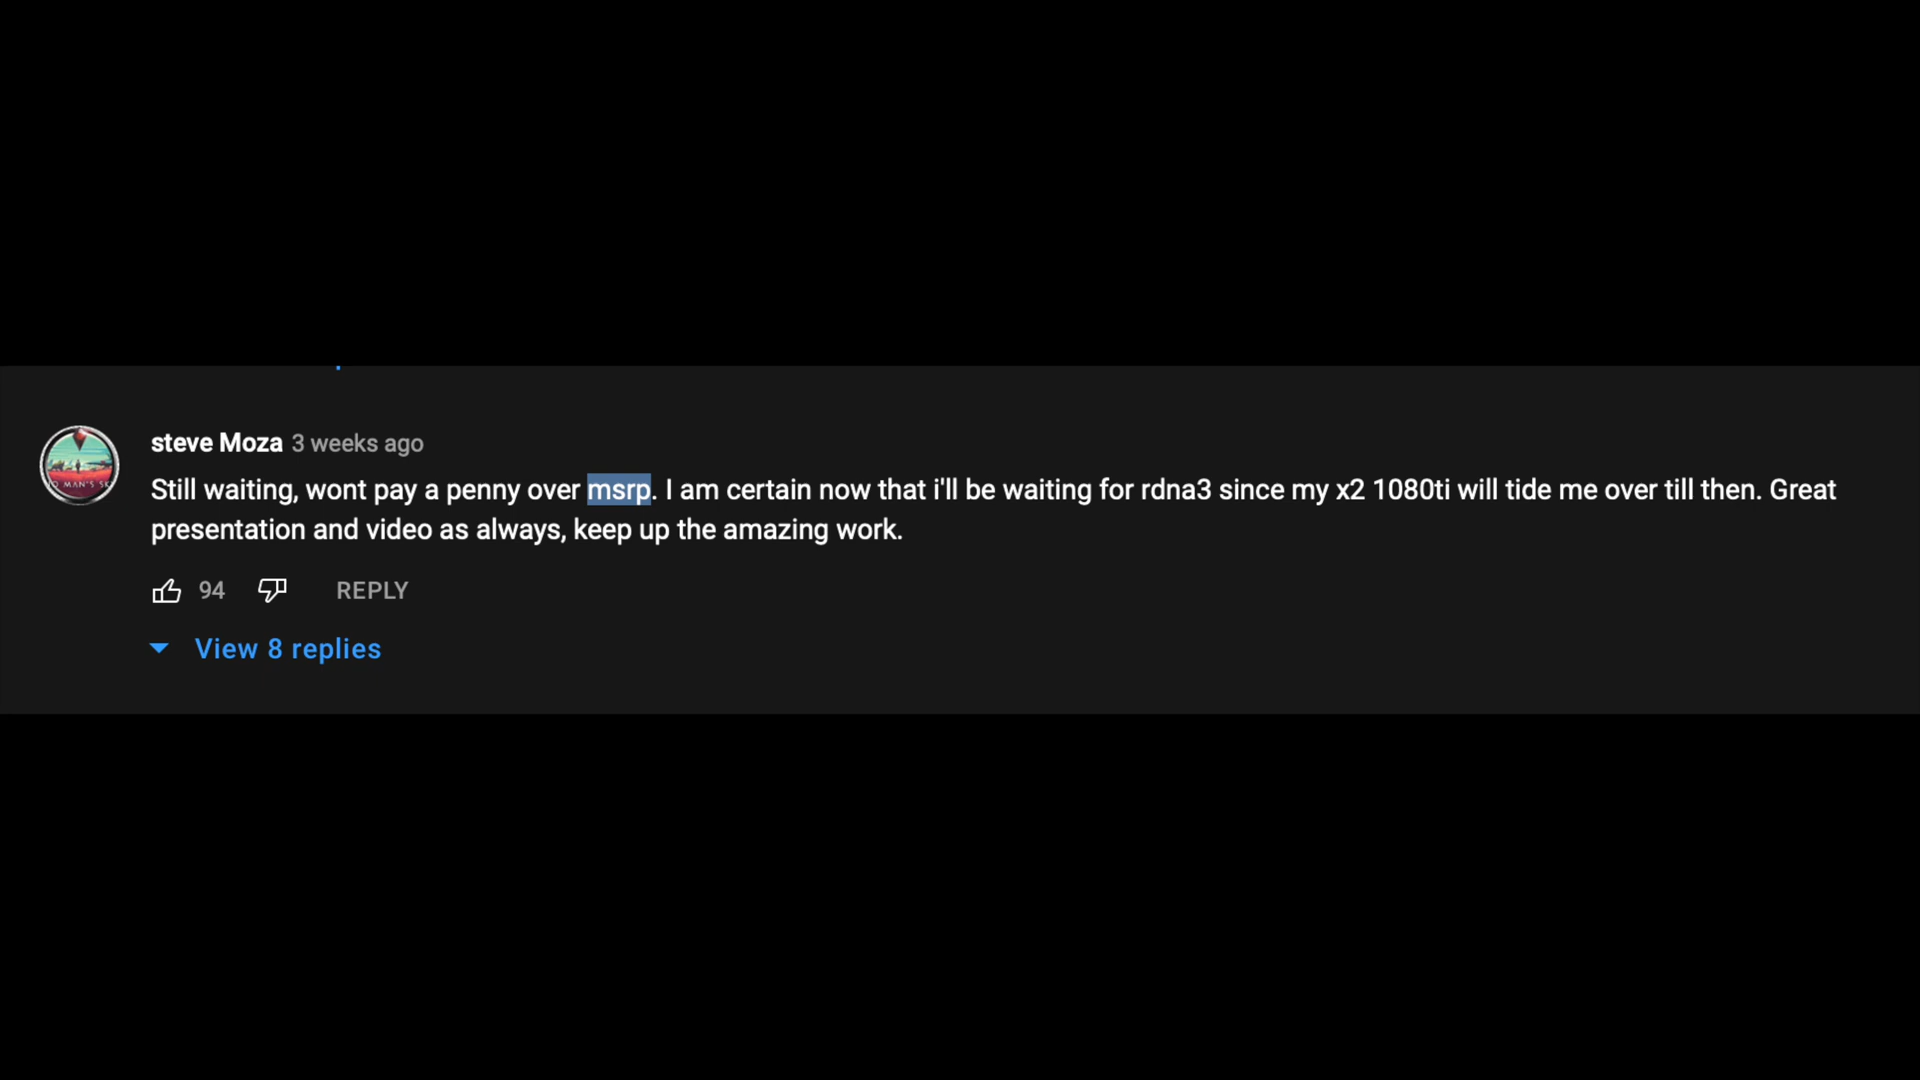 steve Moza 3 weeks ago
Still waiting, wont pay a penny over msrp. I am certain now that i'll be waiting for rdna3 since my x2 1080ti will tide me over till then. Great
presentation and video as always, keep up the amazing work.
94 REPLY
View 8 replies